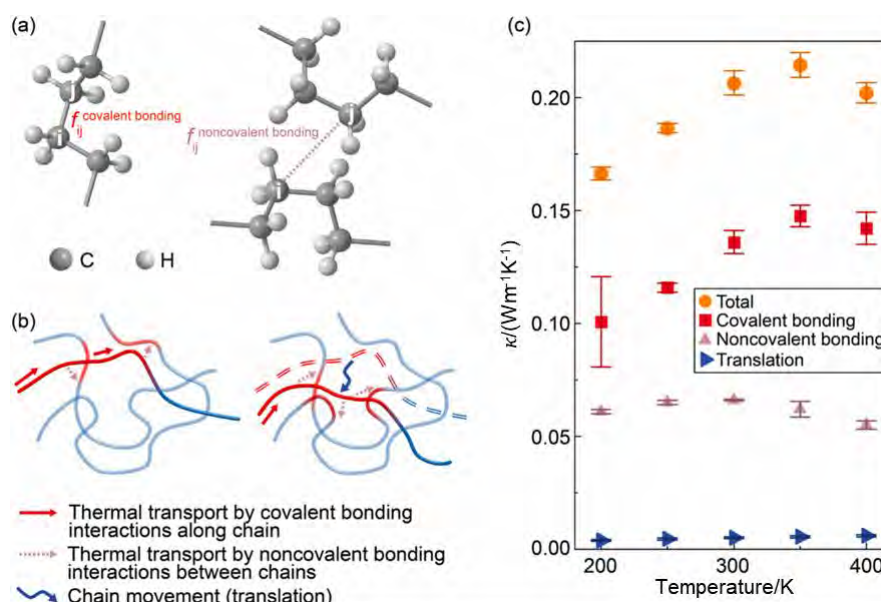 (a)
f_ij^covalent bonding
j
i
f_ij^noncovalent bonding
j
i
C
H
(b)
Thermal transport by covalent bonding
interactions along chain
Thermal transport by noncovalent bonding
interactions between chains
Chain movement (translation)
(c)
κ/(Wm⁻¹K⁻¹)
0.20
0.15
0.10
0.05
0.00
Total
Covalent bonding
Noncovalent bonding
Translation
200
300
400
Temperature/K